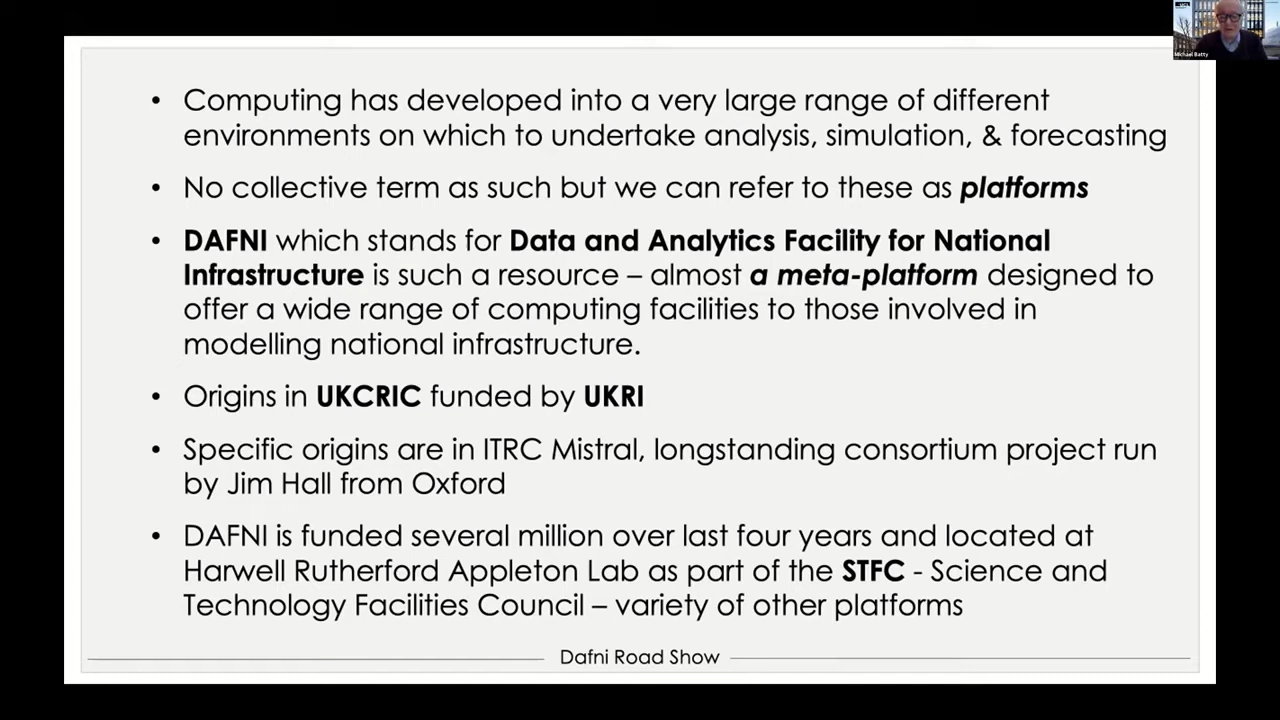 UCL
Michael Batty
• Computing has developed into a very large range of different
environments on which to undertake analysis, simulation, & forecasting
• No collective term as such but we can refer to these as platforms
• DAFNI which stands for Data and Analytics Facility for National
Infrastructure is such a resource – almost a meta-platform designed to
offer a wide range of computing facilities to those involved in
modelling national infrastructure.
• Origins in UKCRIC funded by UKRI
• Specific origins are in ITRC Mistral, longstanding consortium project run
by Jim Hall from Oxford
• DAFNI is funded several million over last four years and located at
Harwell Rutherford Appleton Lab as part of the STFC - Science and
Technology Facilities Council – variety of other platforms
Dafni Road Show